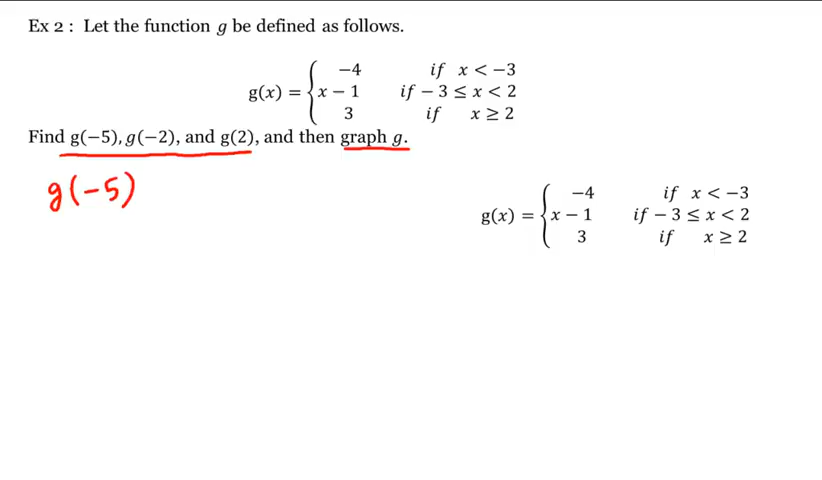 Ex 2 : Let the function g be defined as follows.
−4 if x < −3
g(x) = { x − 1 if − 3 ≤ x < 2
3 if x ≥ 2
Find g(−5), g(−2), and g(2), and then graph g.
g(-5)
−4 if x < −3
g(x) = { x − 1 if − 3 ≤ x < 2
3 if x ≥ 2